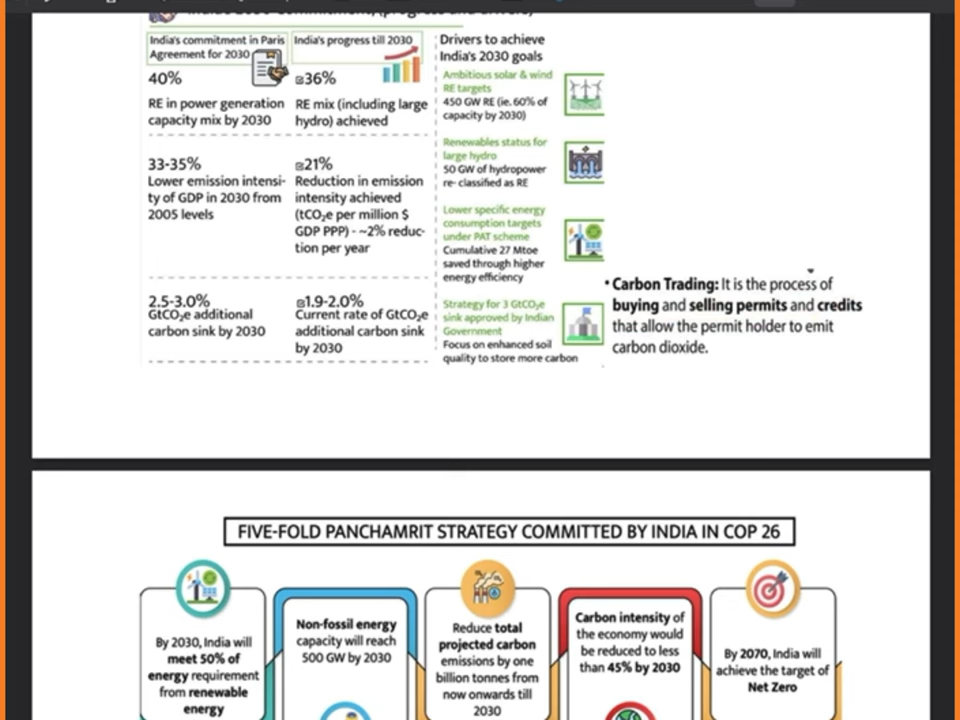 India's commitment in Paris
Agreement for 2030
40%
RE in power generation
capacity mix by 2030
33-35%
Lower emission intensi-
ty of GDP in 2030 from
2005 levels
2.5-3.0%
GtCO₂e additional
carbon sink by 2030
India's progress till 2030
36%
RE mix (including large
hydro) achieved
21%
Reduction in emission
intensity achieved
(tCO₂e per million $
GDP PPP) - ~2% reduc-
tion per year
1.9-2.0%
Current rate of GtCO₂e
additional carbon sink
by 2030
Drivers to achieve
India's 2030 goals
Ambitious solar & wind
RE targets
450 GW RE (ie. 60% of
capacity by 2030)
Renewables status for
large hydro
50 GW of hydropower
re- classified as RE
Lower specific energy
consumption targets
under PAT scheme
Cumulative 27 Mtoe
saved through higher
energy efficiency
Strategy for 3 GtCO₂e
sink approved by Indian
Government
Focus on enhanced soil
quality to store more carbon
• Carbon Trading: It is the process of
buying and selling permits and credits
that allow the permit holder to emit
carbon dioxide.
FIVE-FOLD PANCHAMRIT STRATEGY COMMITTED BY INDIA IN COP 26
By 2030, India will
meet 50% of
energy requirement
from renewable
energy
Non-fossil energy
capacity will reach
500 GW by 2030
Reduce total
projected carbon
emissions by one
billion tonnes from
now onwards till
2030
Carbon intensity of
the economy would
be reduced to less
than 45% by 2030
By 2070, India will
achieve the target of
Net Zero